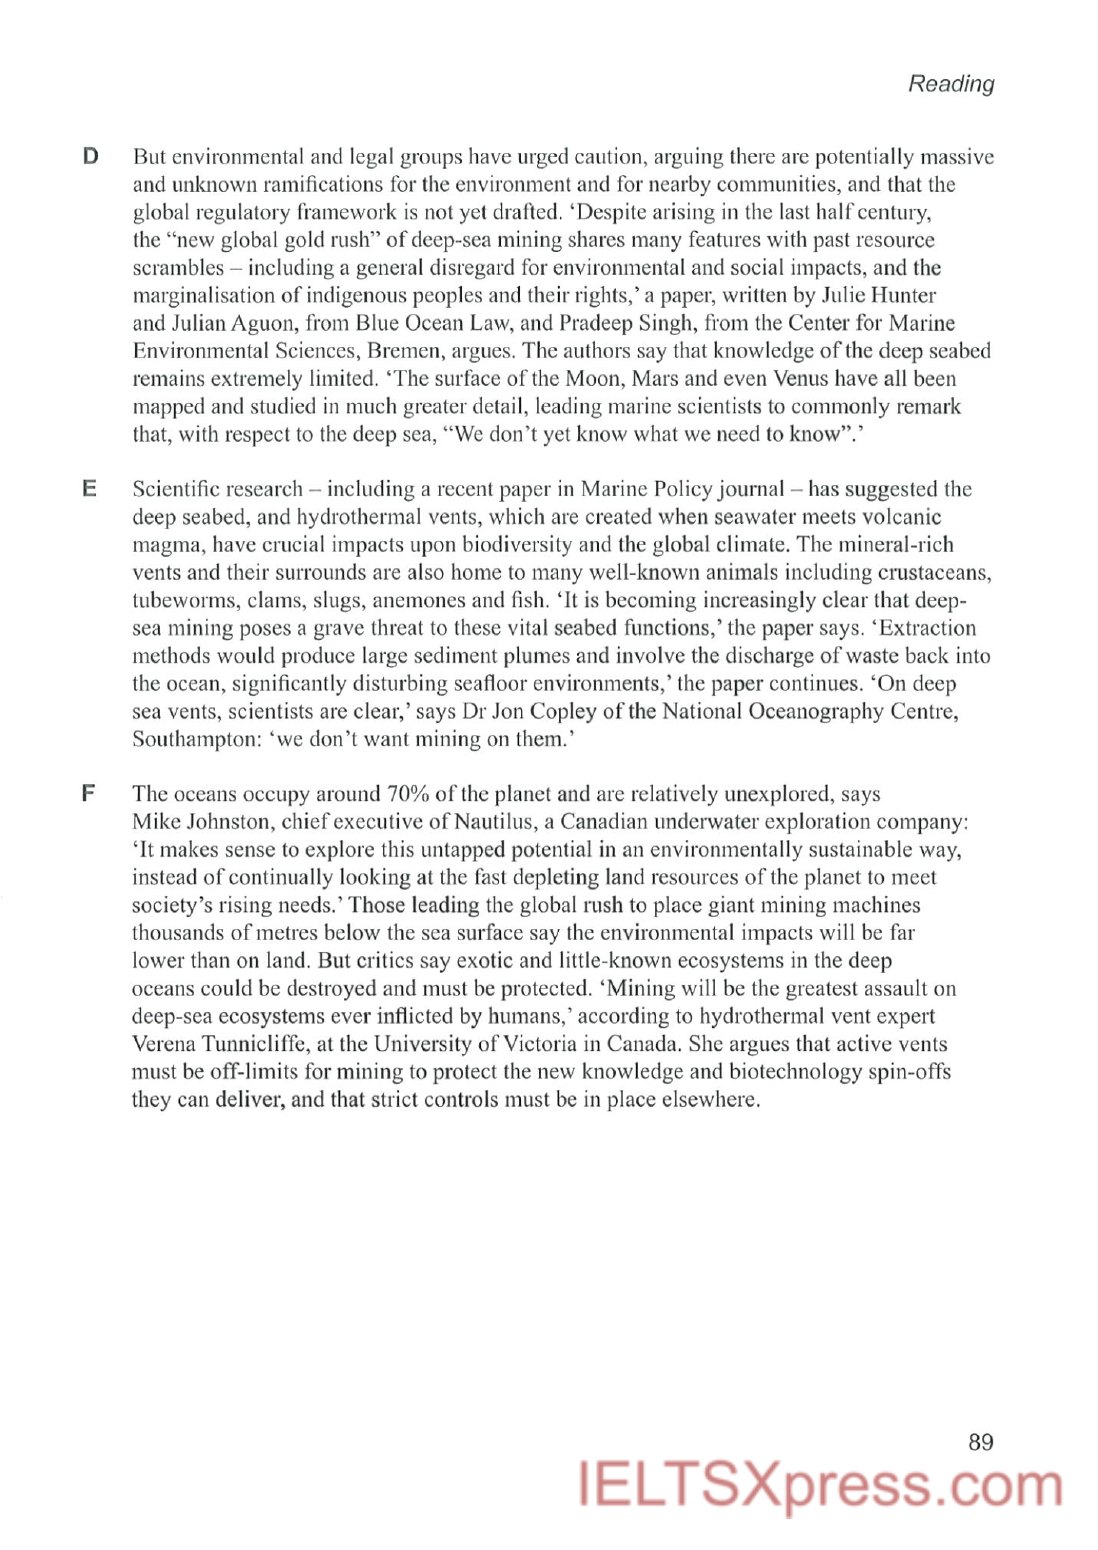 Reading
D But environmental and legal groups have urged caution, arguing there are potentially massive
and unknown ramifications for the environment and for nearby communities, and that the
global regulatory framework is not yet drafted. ‘Despite arising in the last half century,
the “new global gold rush” of deep-sea mining shares many features with past resource
scrambles – including a general disregard for environmental and social impacts, and the
marginalisation of indigenous peoples and their rights,’ a paper, written by Julie Hunter
and Julian Aguon, from Blue Ocean Law, and Pradeep Singh, from the Center for Marine
Environmental Sciences, Bremen, argues. The authors say that knowledge of the deep seabed
remains extremely limited. ‘The surface of the Moon, Mars and even Venus have all been
mapped and studied in much greater detail, leading marine scientists to commonly remark
that, with respect to the deep sea, “We don’t yet know what we need to know”.’
E Scientific research – including a recent paper in Marine Policy journal – has suggested the
deep seabed, and hydrothermal vents, which are created when seawater meets volcanic
magma, have crucial impacts upon biodiversity and the global climate. The mineral-rich
vents and their surrounds are also home to many well-known animals including crustaceans,
tubeworms, clams, slugs, anemones and fish. ‘It is becoming increasingly clear that deep-
sea mining poses a grave threat to these vital seabed functions,’ the paper says. ‘Extraction
methods would produce large sediment plumes and involve the discharge of waste back into
the ocean, significantly disturbing seafloor environments,’ the paper continues. ‘On deep
sea vents, scientists are clear,’ says Dr Jon Copley of the National Oceanography Centre,
Southampton: ‘we don’t want mining on them.’
F The oceans occupy around 70% of the planet and are relatively unexplored, says
Mike Johnston, chief executive of Nautilus, a Canadian underwater exploration company:
‘It makes sense to explore this untapped potential in an environmentally sustainable way,
instead of continually looking at the fast depleting land resources of the planet to meet
society’s rising needs.’ Those leading the global rush to place giant mining machines
thousands of metres below the sea surface say the environmental impacts will be far
lower than on land. But critics say exotic and little-known ecosystems in the deep
oceans could be destroyed and must be protected. ‘Mining will be the greatest assault on
deep-sea ecosystems ever inflicted by humans,’ according to hydrothermal vent expert
Verena Tunnicliffe, at the University of Victoria in Canada. She argues that active vents
must be off-limits for mining to protect the new knowledge and biotechnology spin-offs
they can deliver, and that strict controls must be in place elsewhere.
89
IELTSXpress.com